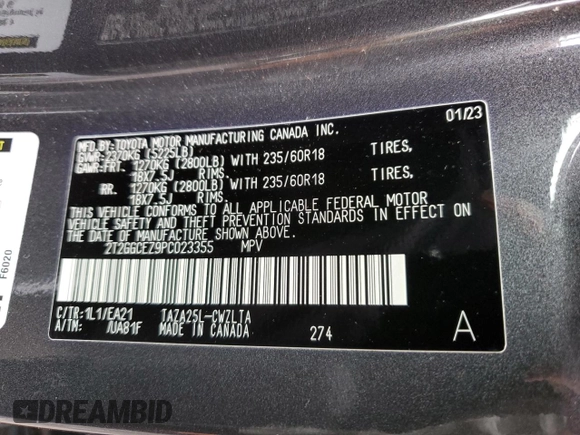 01/23
MFD.BY:TOYOTA MOTOR MANUFACTURING CANADA INC.
GVWR:2370KG (5225LB)
GAWR:FRT. 1270KG (2800LB) WITH 235/60R18 TIRES,
18X7.5J RIMS.
RR. 1270KG (2800LB) WITH 235/60R18 TIRES,
18X7.5J RIMS.
THIS VEHICLE CONFORMS TO ALL APPLICABLE FEDERAL MOTOR
VEHICLE SAFETY AND THEFT PREVENTION STANDARDS IN EFFECT ON
THE DATE OF MANUFACTURE SHOWN ABOVE.
2T2GGCEZ9PC023355 MPV
C/TR:1L1/EA21 TAZA25L-CWZLTA
A/TM: /UA81F MADE IN CANADA 274 A
F6020
DREAMBID